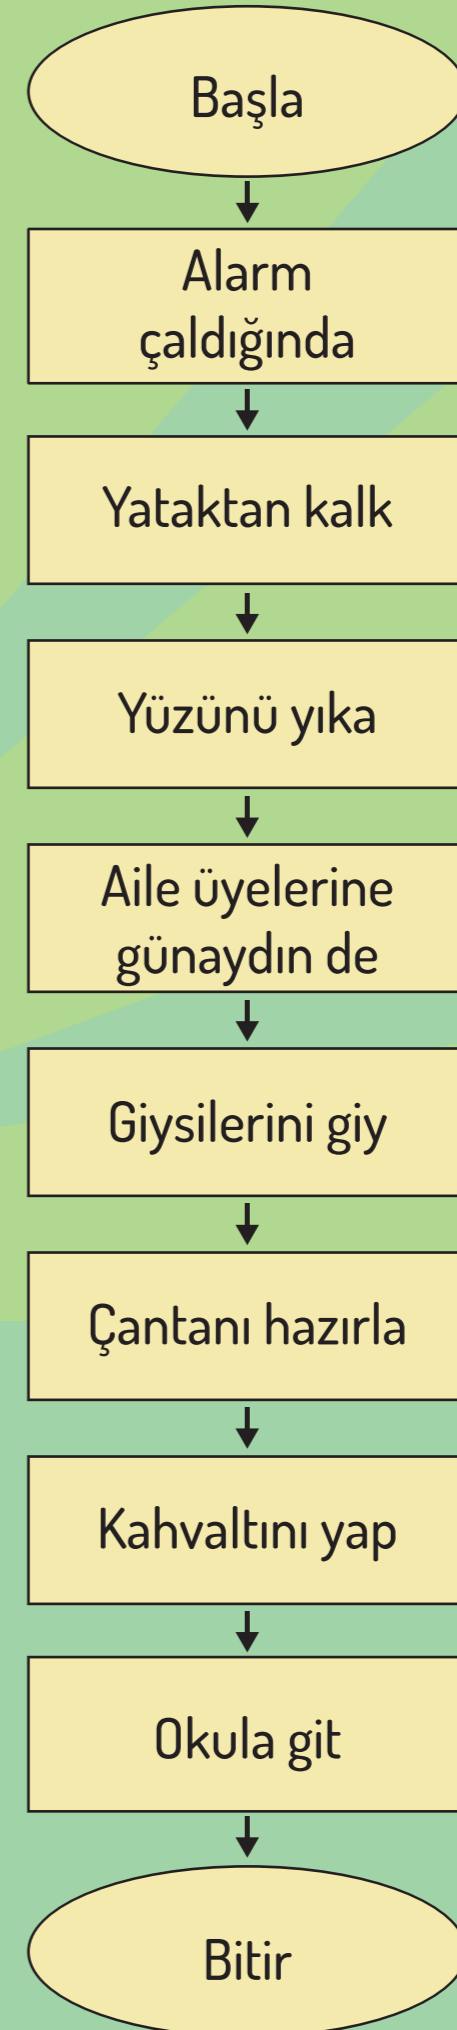 Başla
Alarm
çaldığında
Yataktan kalk
Yüzünü yıka
Aile üyelerine
günaydın de
Giysilerini giy
Çantanı hazırla
Kahvaltını yap
Okula git
Bitir